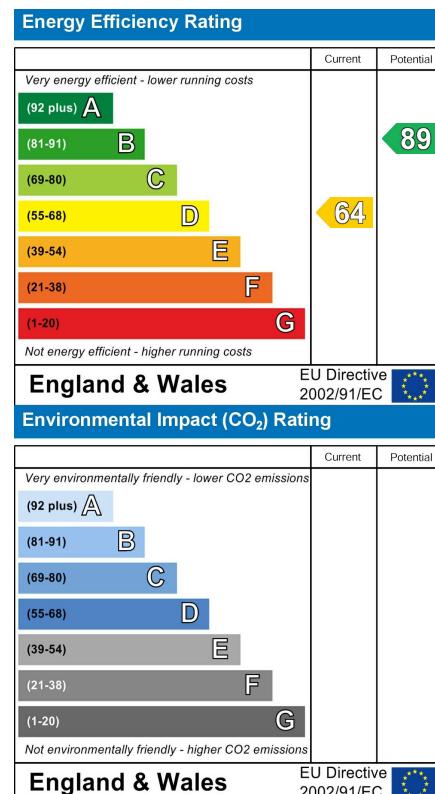 Energy Efficiency Rating
Current Potential
Very energy efficient - lower running costs
(92 plus) A
(81-91) B
89
(69-80) C
(55-68) D
64
(39-54) E
(21-38) F
(1-20) G
Not energy efficient - higher running costs
England & Wales
EU Directive
2002/91/EC
Environmental Impact (CO₂) Rating
Current Potential
Very environmentally friendly - lower CO2 emissions
(92 plus) A
(81-91) B
(69-80) C
(55-68) D
(39-54) E
(21-38) F
(1-20) G
Not environmentally friendly - higher CO2 emissions
England & Wales
EU Directive
2002/91/EC